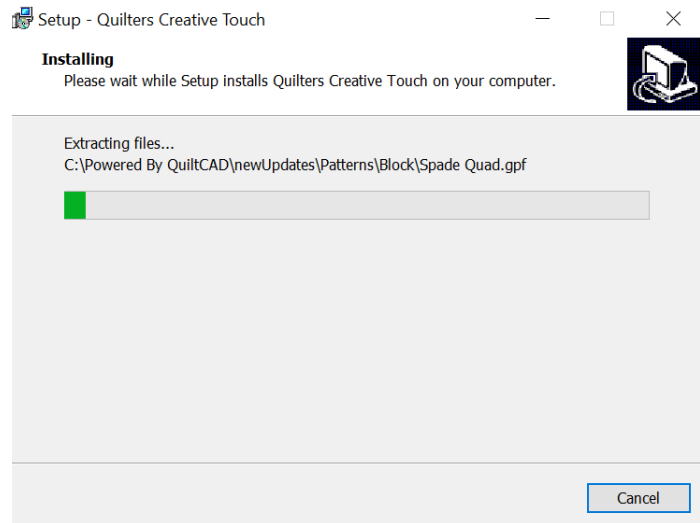 Setup - Quilters Creative Touch
Installing
Please wait while Setup installs Quilters Creative Touch on your computer.
Extracting files...
C:\Powered By QuiltCAD\newUpdates\Patterns\Block\Spade Quad.gpf
Cancel